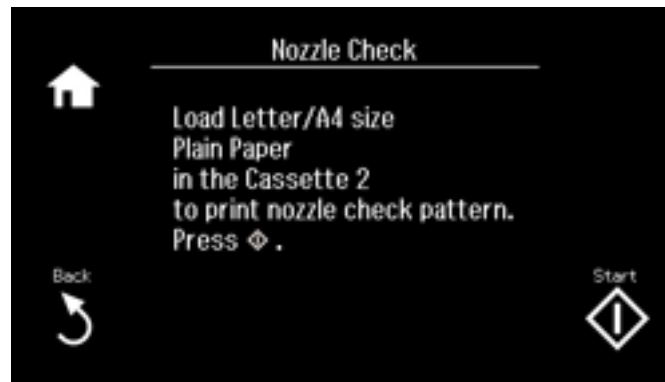 Nozzle Check
Load Letter/A4 size
Plain Paper
in the Cassette 2
to print nozzle check pattern.
Press ⟐.
Back
Start